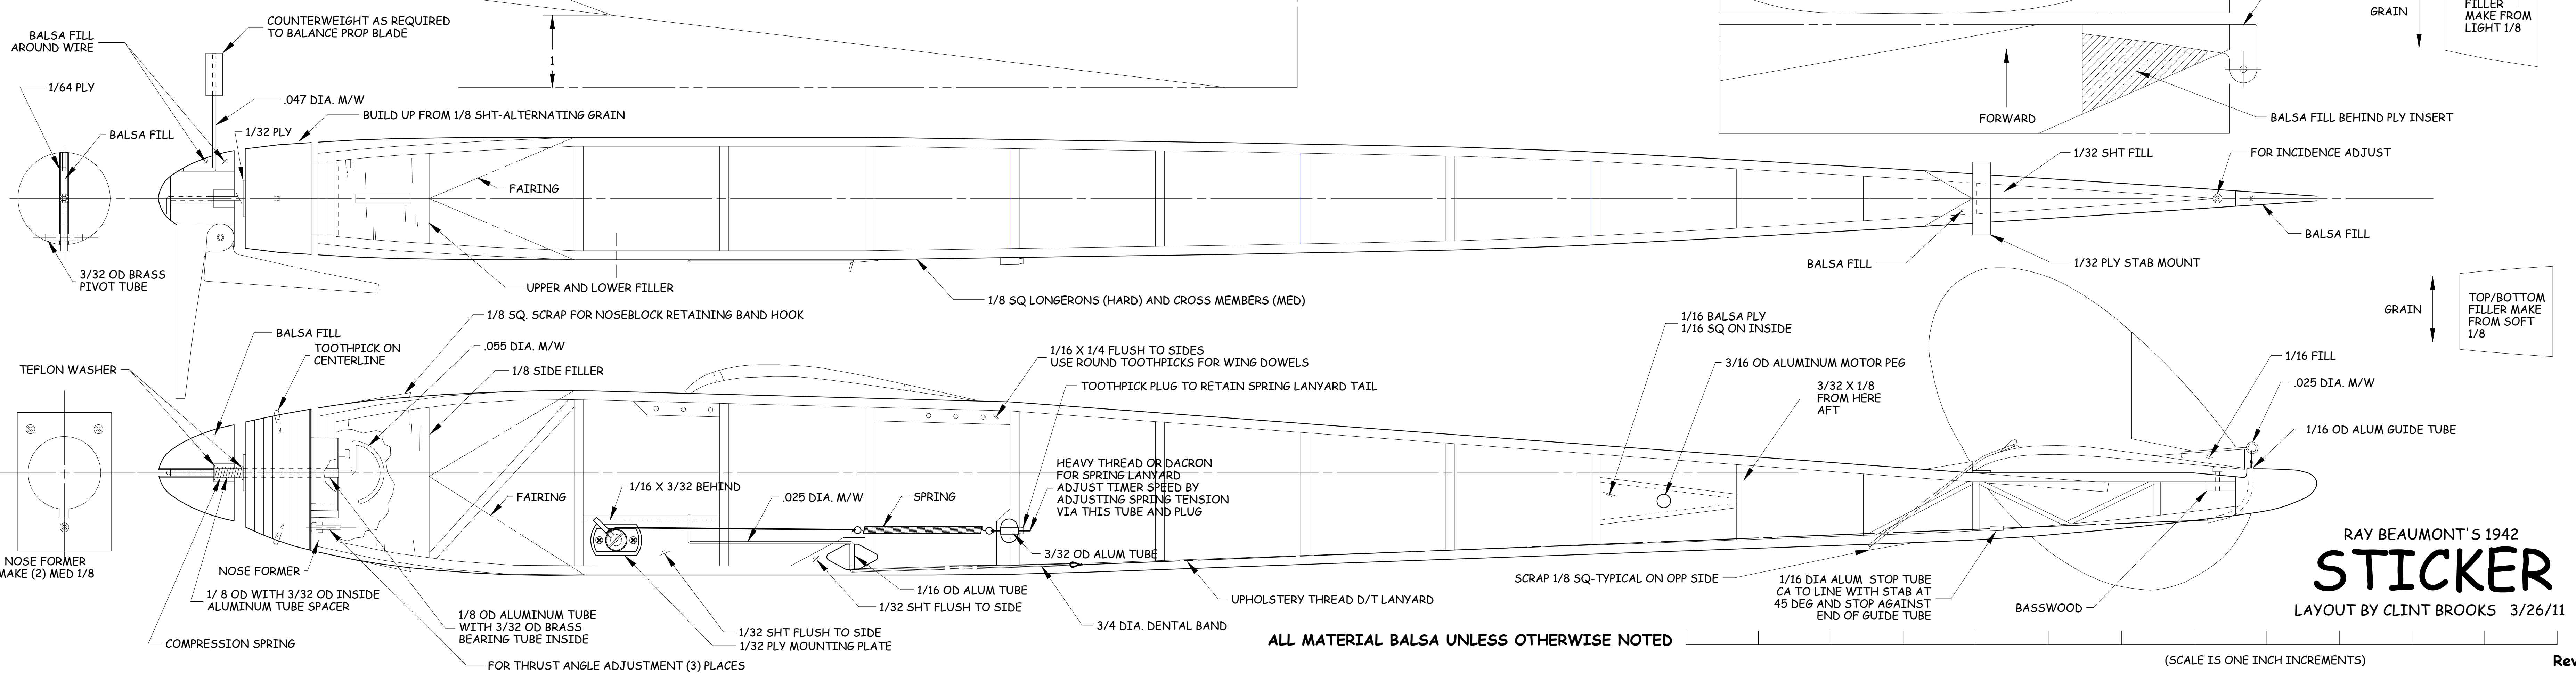 COUNTERWEIGHT AS REQUIRED
TO BALANCE PROP BLADE
BALSA FILL
AROUND WIRE
1/64 PLY
.047 DIA. M/W
BUILD UP FROM 1/8 SHT-ALTERNATING GRAIN
BALSA FILL
1/32 PLY
1
FAIRING
3/32 OD BRASS
PIVOT TUBE
UPPER AND LOWER FILLER
1/8 SQ LONGERONS (HARD) AND CROSS MEMBERS (MED)
GRAIN
FILLER
MAKE FROM
LIGHT 1/8
FORWARD
BALSA FILL BEHIND PLY INSERT
1/32 SHT FILL
FOR INCIDENCE ADJUST
BALSA FILL
BALSA FILL
1/32 PLY STAB MOUNT
GRAIN
TOP/BOTTOM
FILLER MAKE
FROM SOFT
1/8
1/8 SQ. SCRAP FOR NOSEBLOCK RETAINING BAND HOOK
BALSA FILL
TOOTHPICK ON
CENTERLINE
.055 DIA. M/W
TEFLON WASHER
1/8 SIDE FILLER
1/16 X 1/4 FLUSH TO SIDES
USE ROUND TOOTHPICKS FOR WING DOWELS
TOOTHPICK PLUG TO RETAIN SPRING LANYARD TAIL
1/16 BALSA PLY
1/16 SQ ON INSIDE
3/16 OD ALUMINUM MOTOR PEG
3/32 X 1/8
FROM HERE
AFT
1/16 FILL
.025 DIA. M/W
1/16 OD ALUM GUIDE TUBE
HEAVY THREAD OR DACRON
FOR SPRING LANYARD
ADJUST TIMER SPEED BY
ADJUSTING SPRING TENSION
VIA THIS TUBE AND PLUG
FAIRING
1/16 X 3/32 BEHIND
.025 DIA. M/W
SPRING
3/32 OD ALUM TUBE
NOSE FORMER
MAKE (2) MED 1/8
NOSE FORMER
1/ 8 OD WITH 3/32 OD INSIDE
ALUMINUM TUBE SPACER
COMPRESSION SPRING
1/8 OD ALUMINUM TUBE
WITH 3/32 OD BRASS
BEARING TUBE INSIDE
FOR THRUST ANGLE ADJUSTMENT (3) PLACES
1/32 SHT FLUSH TO SIDE
1/32 PLY MOUNTING PLATE
1/16 OD ALUM TUBE
1/32 SHT FLUSH TO SIDE
3/4 DIA. DENTAL BAND
UPHOLSTERY THREAD D/T LANYARD
SCRAP 1/8 SQ-TYPICAL ON OPP SIDE
1/16 DIA ALUM  STOP TUBE
CA TO LINE WITH STAB AT
45 DEG AND STOP AGAINST
END OF GUIDE TUBE
BASSWOOD
RAY BEAUMONT'S 1942
STICKER
LAYOUT BY CLINT BROOKS  3/26/11
ALL MATERIAL BALSA UNLESS OTHERWISE NOTED
(SCALE IS ONE INCH INCREMENTS)
Rev